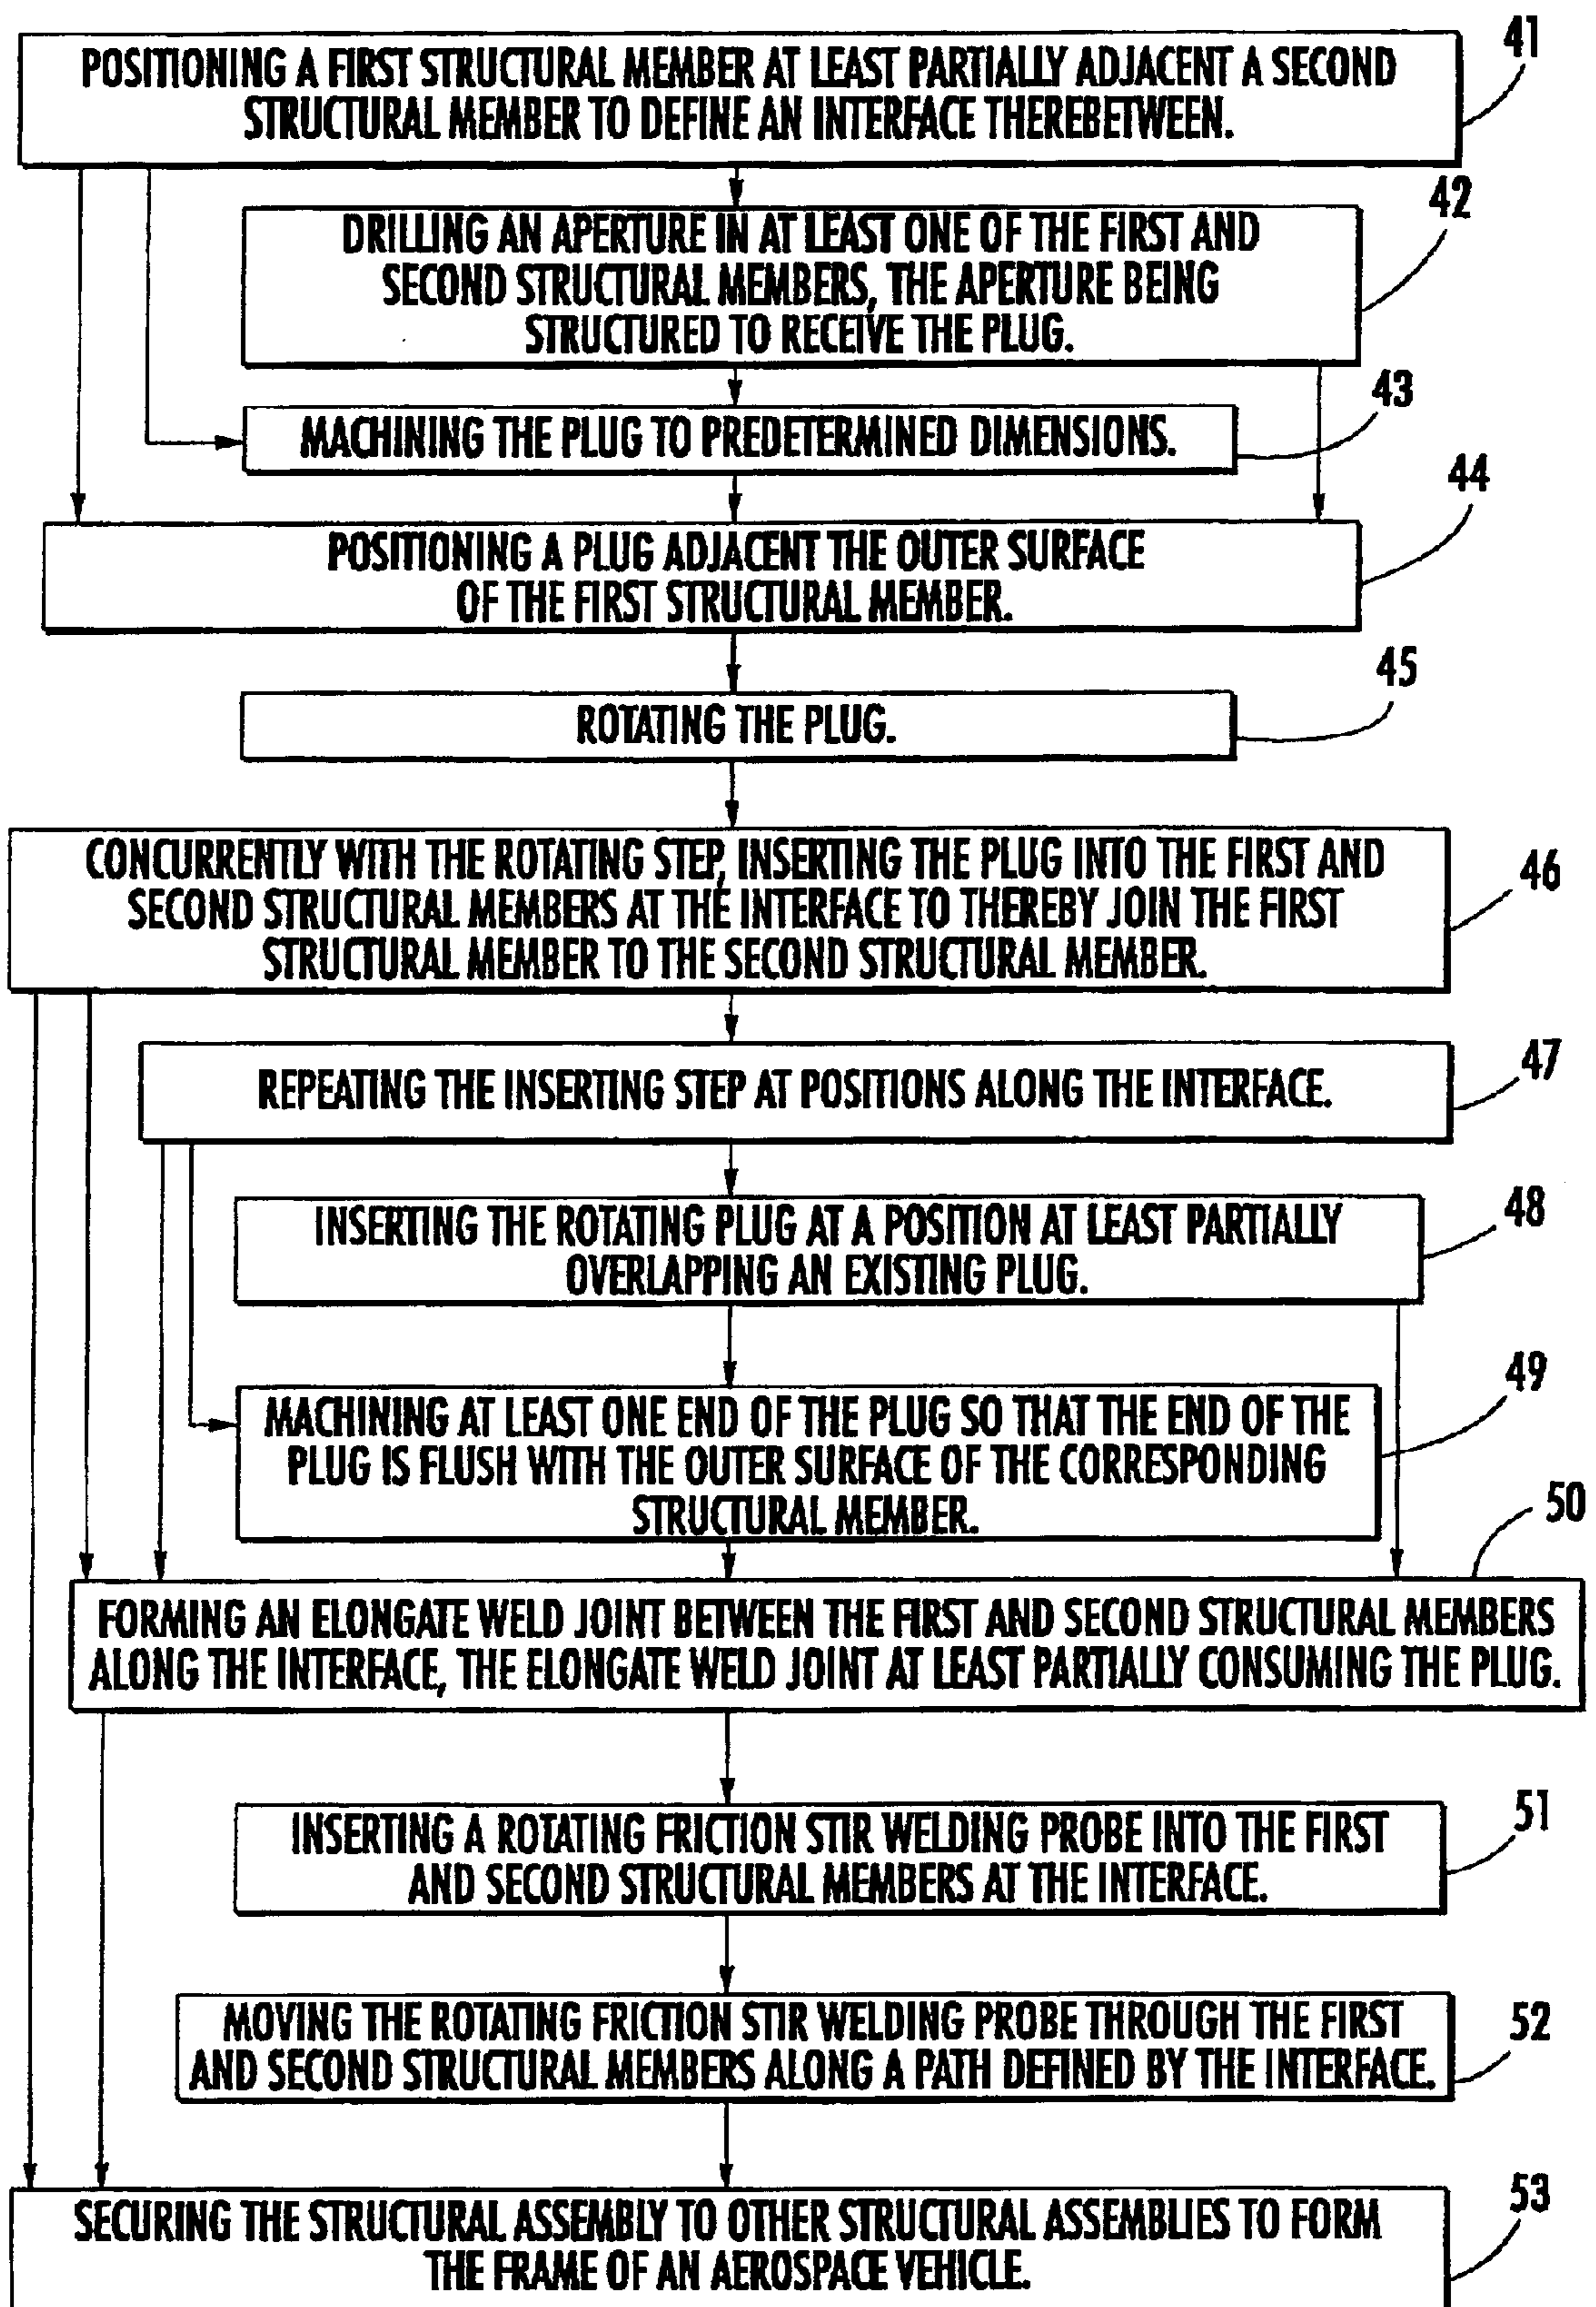 41
POSITIONING A FIRST STRUCTURAL MEMBER AT LEAST PARTIALLY ADJACENT A SECOND
STRUCTURAL MEMBER TO DEFINE AN INTERFACE THEREBETWEEN.
42
DRILLING AN APERTURE IN AT LEAST ONE OF THE FIRST AND
SECOND STRUCTURAL MEMBERS, THE APERTURE BEING
STRUCTURED TO RECEIVE THE PLUG.
43
MACHINING THE PLUG TO PREDETERMINED DIMENSIONS.
44
POSITIONING A PLUG ADJACENT THE OUTER SURFACE
OF THE FIRST STRUCTURAL MEMBER.
45
ROTATING THE PLUG.
46
CONCURRENTLY WITH THE ROTATING STEP, INSERTING THE PLUG INTO THE FIRST AND
SECOND STRUCTURAL MEMBERS AT THE INTERFACE TO THEREBY JOIN THE FIRST
STRUCTURAL MEMBER TO THE SECOND STRUCTURAL MEMBER.
47
REPEATING THE INSERTING STEP AT POSITIONS ALONG THE INTERFACE.
48
INSERTING THE ROTATING PLUG AT A POSITION AT LEAST PARTIALLY
OVERLAPPING AN EXISTING PLUG.
49
MACHINING AT LEAST ONE END OF THE PLUG SO THAT THE END OF THE
PLUG IS FLUSH WITH THE OUTER SURFACE OF THE CORRESPONDING
STRUCTURAL MEMBER.
50
FORMING AN ELONGATE WELD JOINT BETWEEN THE FIRST AND SECOND STRUCTURAL MEMBERS
ALONG THE INTERFACE, THE ELONGATE WELD JOINT AT LEAST PARTIALLY CONSUMING THE PLUG.
51
INSERTING A ROTATING FRICTION STIR WELDING PROBE INTO THE FIRST
AND SECOND STRUCTURAL MEMBERS AT THE INTERFACE.
52
MOVING THE ROTATING FRICTION STIR WELDING PROBE THROUGH THE FIRST
AND SECOND STRUCTURAL MEMBERS ALONG A PATH DEFINED BY THE INTERFACE.
53
SECURING THE STRUCTURAL ASSEMBLY TO OTHER STRUCTURAL ASSEMBLIES TO FORM
THE FRAME OF AN AEROSPACE VEHICLE.